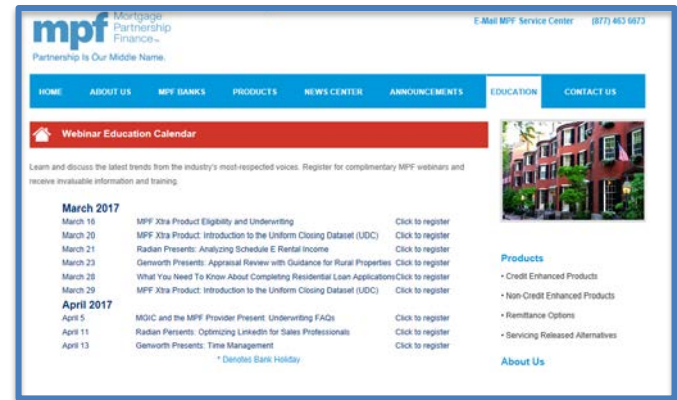 mpf Mortgage
Partnership
Finance
Partnership Is Our Middle Name.
E-Mail MPF Service Center (877) 463 6673
HOME ABOUT US MPF BANKS PRODUCTS NEWS CENTER ANNOUNCEMENTS EDUCATION CONTACT US
Webinar Education Calendar
Learn and discuss the latest trends from the industry's most-respected voices. Register for complimentary MPF webinars and
receive invaluable information and training.
March 2017
March 16 MPF Xtra Product Eligibility and Underwriting Click to register
March 20 MPF Xtra Product: Introduction to the Uniform Closing Dataset (UDC) Click to register
March 21 Radian Presents: Analyzing Schedule E Rental Income Click to register
March 23 Genworth Presents: Appraisal Review with Guidance for Rural Properties Click to register
March 28 What You Need To Know About Completing Residential Loan Applications Click to register
March 29 MPF Xtra Product: Introduction to the Uniform Closing Dataset (UDC) Click to register
April 2017
April 5 MGIC and the MPF Provider Present: Underwriting FAQs Click to register
April 11 Radian Persents: Optimizing LinkedIn for Sales Professionals Click to register
April 13 Genworth Presents: Time Management Click to register
* Denotes Bank Holiday
Products
• Credit Enhanced Products
• Non-Credit Enhanced Products
• Remittance Options
• Servicing Released Alternatives
About Us